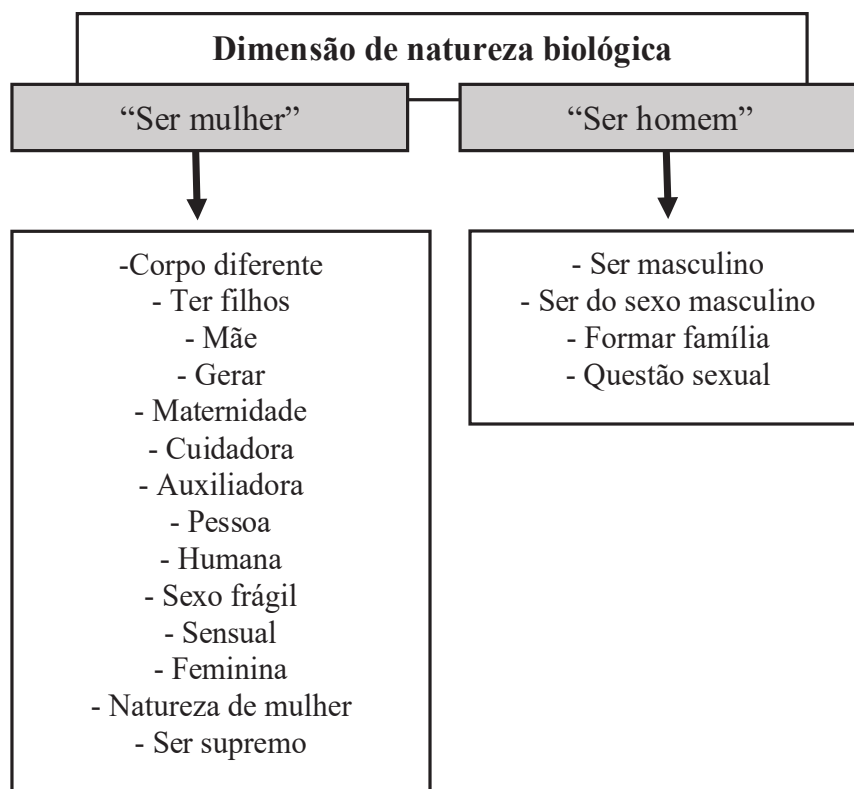 Dimensão de natureza biológica
“Ser mulher”
“Ser homem”
-Corpo diferente
- Ter filhos
- Mãe
- Gerar
- Maternidade
- Cuidadora
- Auxiliadora
- Pessoa
- Humana
- Sexo frágil
- Sensual
- Feminina
- Natureza de mulher
- Ser supremo
- Ser masculino
- Ser do sexo masculino
- Formar família
- Questão sexual